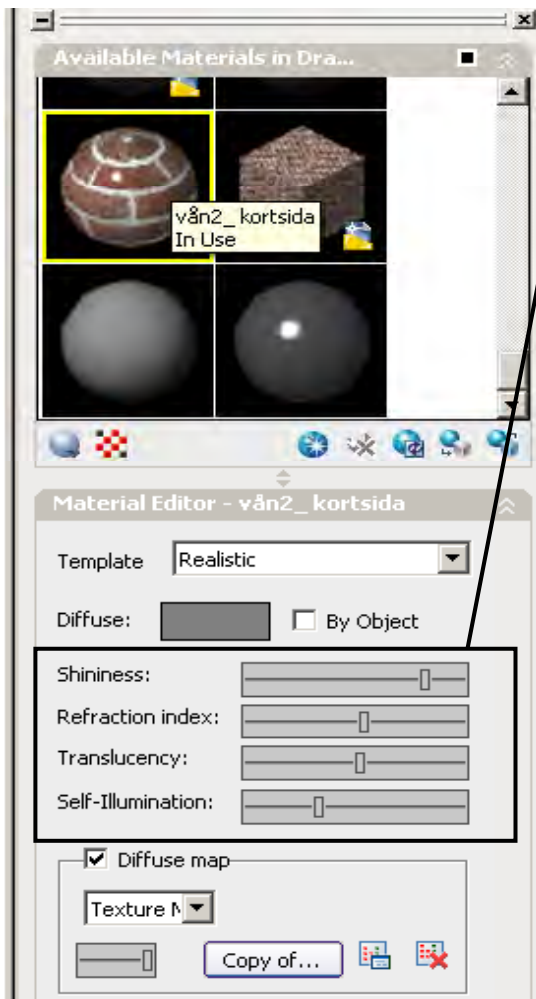 Available Materials in Dra...
vån2_ kortsida
In Use
Material Editor - vån2_ kortsida
Template Realistic
Diffuse: By Object
Shininess:
Refraction index:
Translucency:
Self-Illumination:
Diffuse map
Texture M
Copy of...